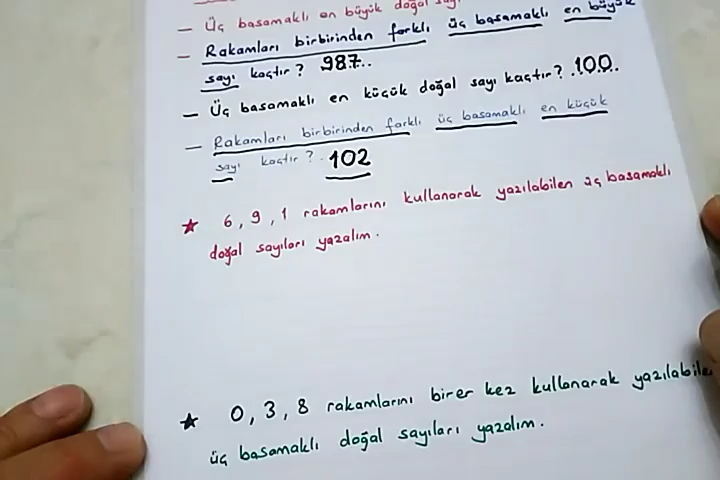 - Üç basamaklı en büyük doğal sayı
- Rakamları birbirinden farklı üç basamaklı en büyük
sayı kaçtır? 987..
- Üç basamaklı en küçük doğal sayı kaçtır? .100..
- Rakamları birbirinden farklı üç basamaklı en küçük
sayı kaçtır?. 102
★ 6, 9, 1 rakamlarını kullanarak yazılabilen üç basamaklı
doğal sayıları yazalım.
★ 0, 3, 8 rakamlarını birer kez kullanarak yazılabile
üç basamaklı doğal sayıları yazalım.